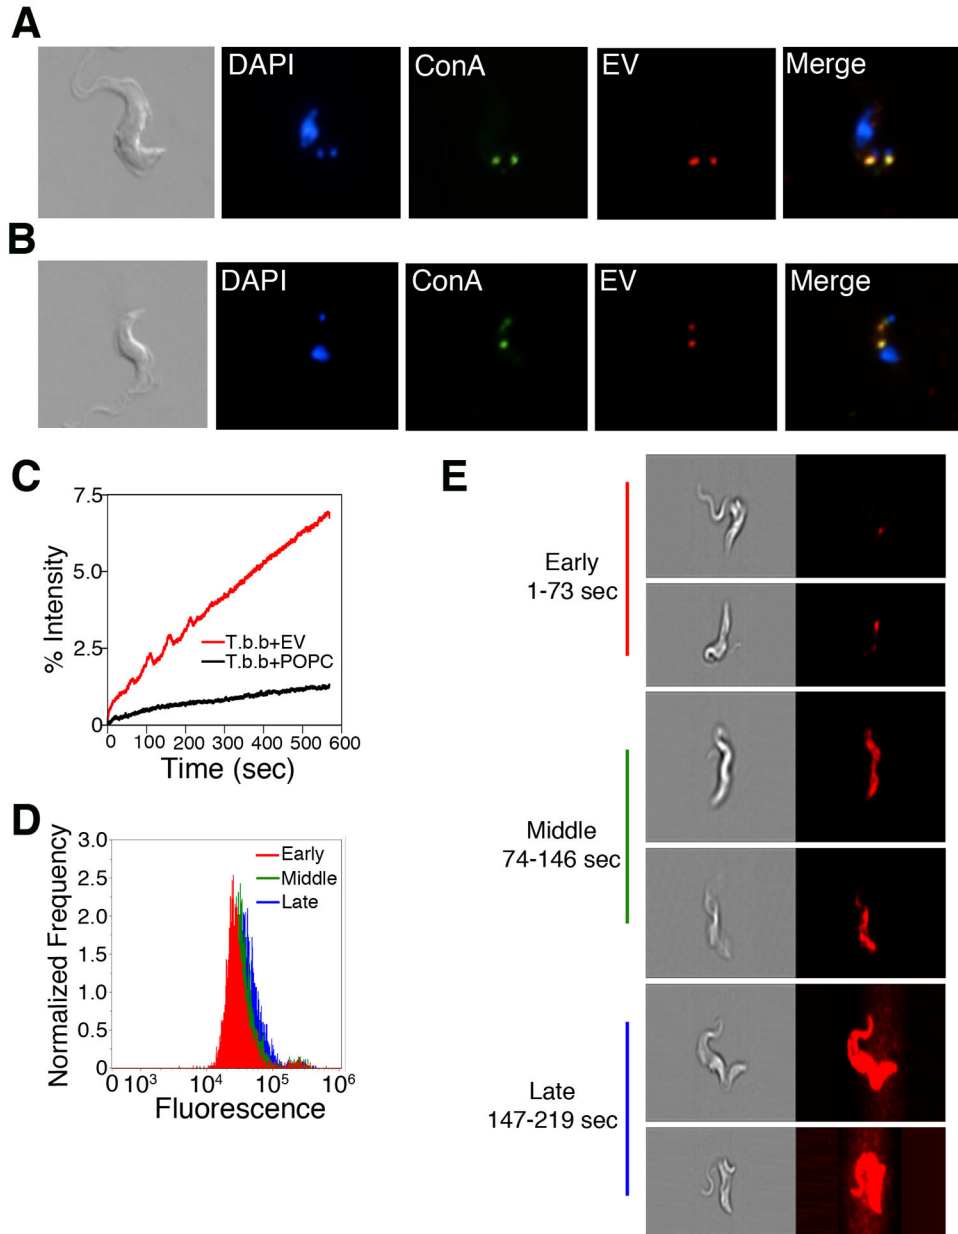 A
DAPI
ConA
EV
Merge
B
DAPI
ConA
EV
Merge
C
7.5
5.0
2.5
0
% Intensity
T.b.b+EV
T.b.b+POPC
0 100 200 300 400 500 600
Time (sec)
D
3.0
2.5
2.0
1.5
1.0
0.5
0
Normalized Frequency
Early
Middle
Late
0 10³ 10⁴ 10⁵ 10⁶
Fluorescence
E
Early
1-73 sec
Middle
74-146 sec
Late
147-219 sec